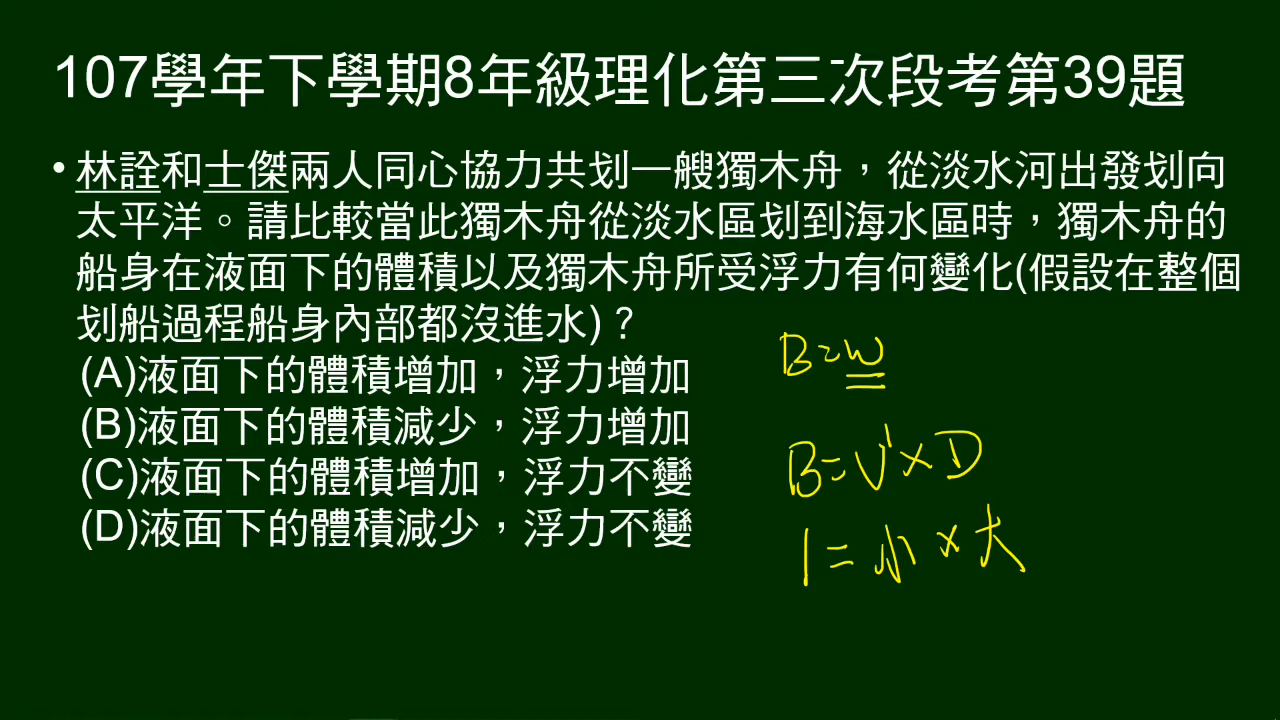 107學年下學期8年級理化第三次段考第39題
•林詮和士傑兩人同心協力共划一艘獨木舟，從淡水河出發划向
太平洋。請比較當此獨木舟從淡水區划到海水區時，獨木舟的
船身在液面下的體積以及獨木舟所受浮力有何變化(假設在整個
划船過程船身內部都沒進水)？
(A)液面下的體積增加，浮力增加
(B)液面下的體積減少，浮力增加
(C)液面下的體積增加，浮力不變
(D)液面下的體積減少，浮力不變
B=W
B=V'×D
1=小×大